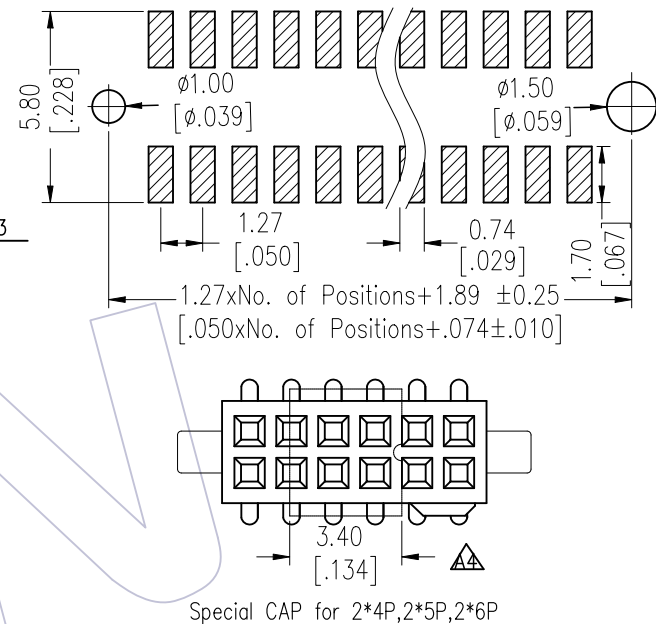 5.80
[.228]
ø1.00
[ø.039]
ø1.50
[ø.059]
3
1.27
[.050]
0.74
[.029]
1.70
[.067]
1.27xNo. of Positions+1.89 ±0.25
[.050xNo. of Positions+.074±.010]
3.40
[.134]
A4
Special CAP for 2*4P,2*5P,2*6P